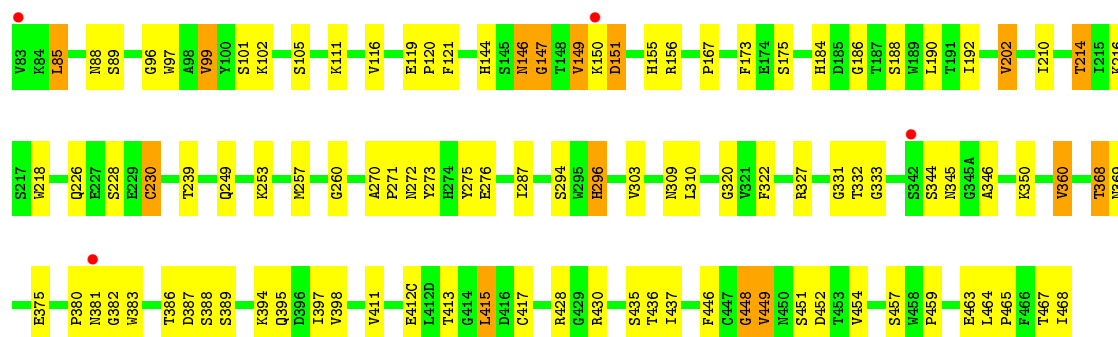 V83 K84 L85 N88 S89 G96 W97 A98 V99 Y100 S101 K102 S105 K111 V116 E119 P120 F121 H144 S145 N146 G147 T148 V149 K150 D151 H155 R156 P167 F173 E174 S175 H184 D185 G186 T187 S188 W189 L190 T191 I192 V202 I210 T214 I215 K216
S217 W218 Q226 E227 S228 E229 C230 T239 Q249 K253 M257 G260 A270 P271 N272 Y273 H274 Y275 E276 I287 S294 W295 H296 V303 N309 L310 G320 V321 F322 R327 G331 T332 G333 S342 S344 N345 G345A A346 K350 V360 T368 N369
E375 P380 N381 G382 W383 T386 D387 S388 S389 K394 Q395 D396 I397 V398 V411 E412C L412D T413 G414 L415 D416 C417 R428 G429 R430 S435 T436 I437 F446 C447 G448 V449 N450 S451 D452 T453 V454 S457 W458 P459 E463 L464 P465 F466 T467 I468